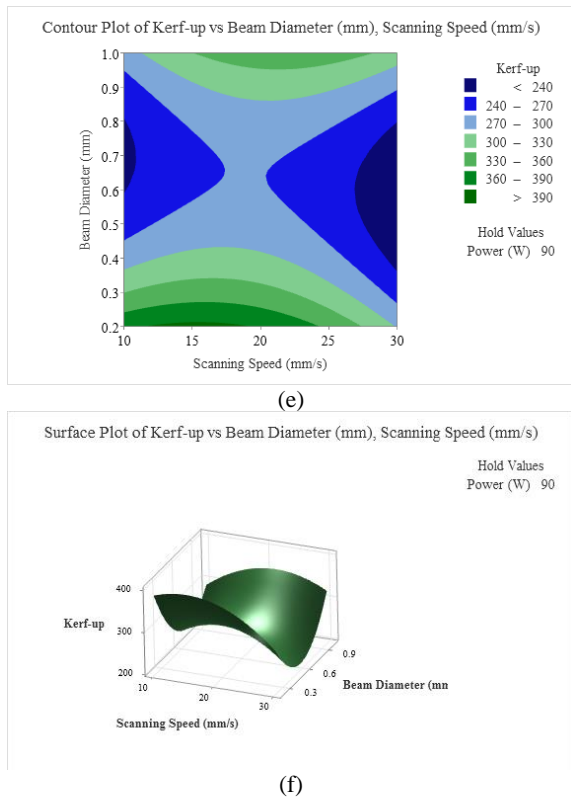 Contour Plot of Kerf-up vs Beam Diameter (mm), Scanning Speed (mm/s)
Kerf-up
< 240
240 – 270
270 – 300
300 – 330
330 – 360
360 – 390
> 390
Hold Values
Power (W) 90
Beam Diameter (mm)
1.0
0.9
0.8
0.7
0.6
0.5
0.4
0.3
0.2
10 15 20 25 30
Scanning Speed (mm/s)
(e)
Surface Plot of Kerf-up vs Beam Diameter (mm), Scanning Speed (mm/s)
Hold Values
Power (W) 90
400
Kerf-up
300
200
0.9
0.6
0.3
Beam Diameter (mn
10
20
30
Scanning Speed (mm/s)
(f)